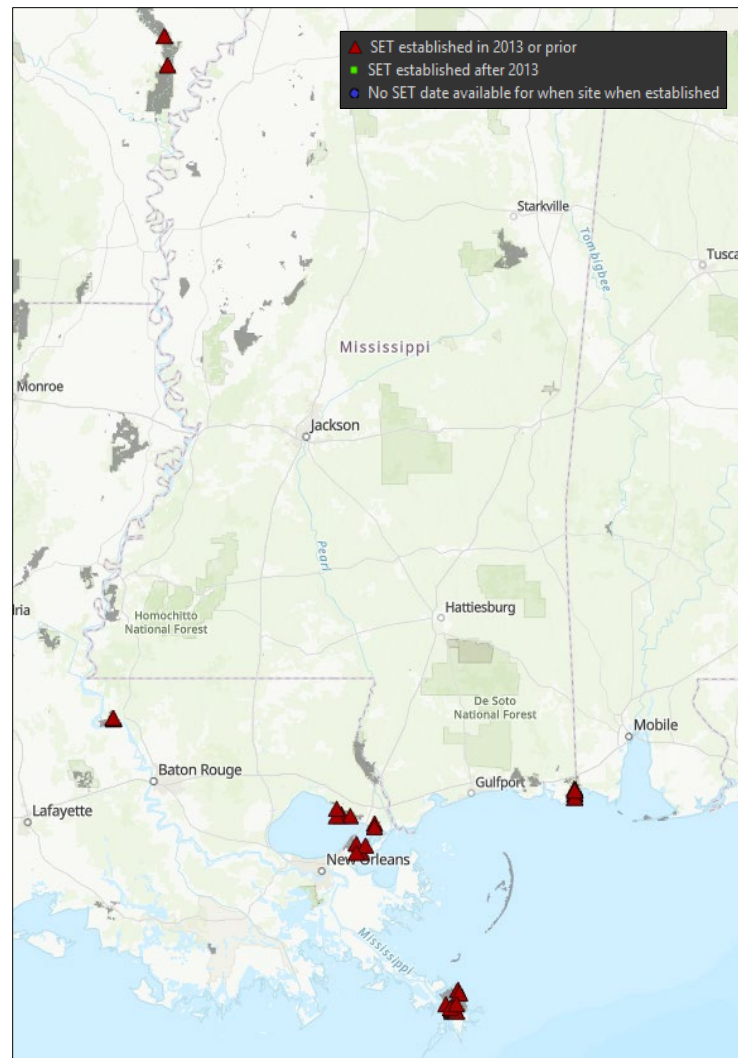 SET established in 2013 or prior
SET established after 2013
No SET date available for when site when established
Starkville
Tombigbee
Tusca
Mississippi
Monroe
Jackson
Pearl
dria
Homochitto
National Forest
Hattiesburg
De Soto
National Forest
Mobile
Baton Rouge
Gulfport
Lafayette
New Orleans
Mississippi